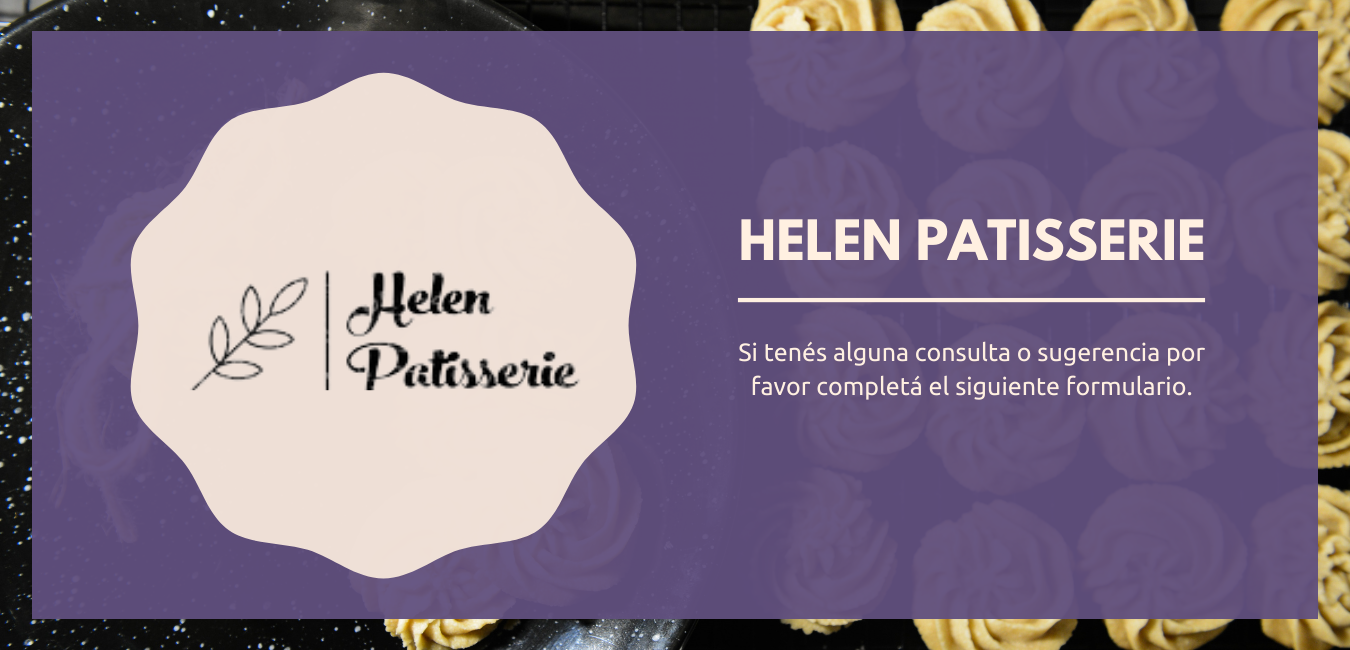 Helen
Patisserie
HELEN PATISSERIE
Si tenés alguna consulta o sugerencia por
favor completá el siguiente formulario.